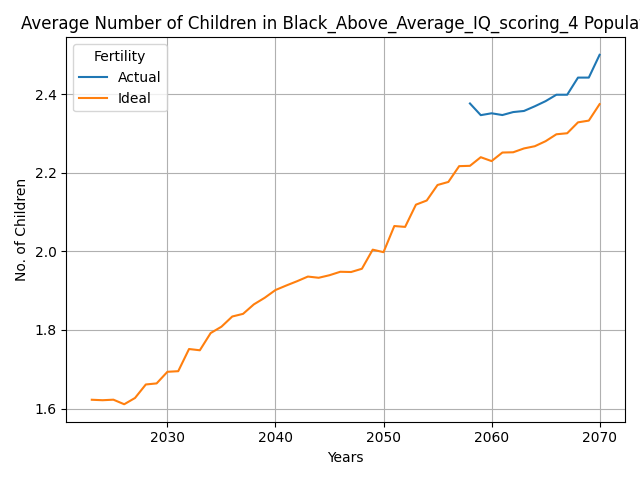 Average Number of Children in Black_Above_Average_IQ_scoring_4 Popula
Fertility
Actual
Ideal
No. of Children
2.4
2.2
2.0
1.8
1.6
2030 2040 2050 2060 2070
Years